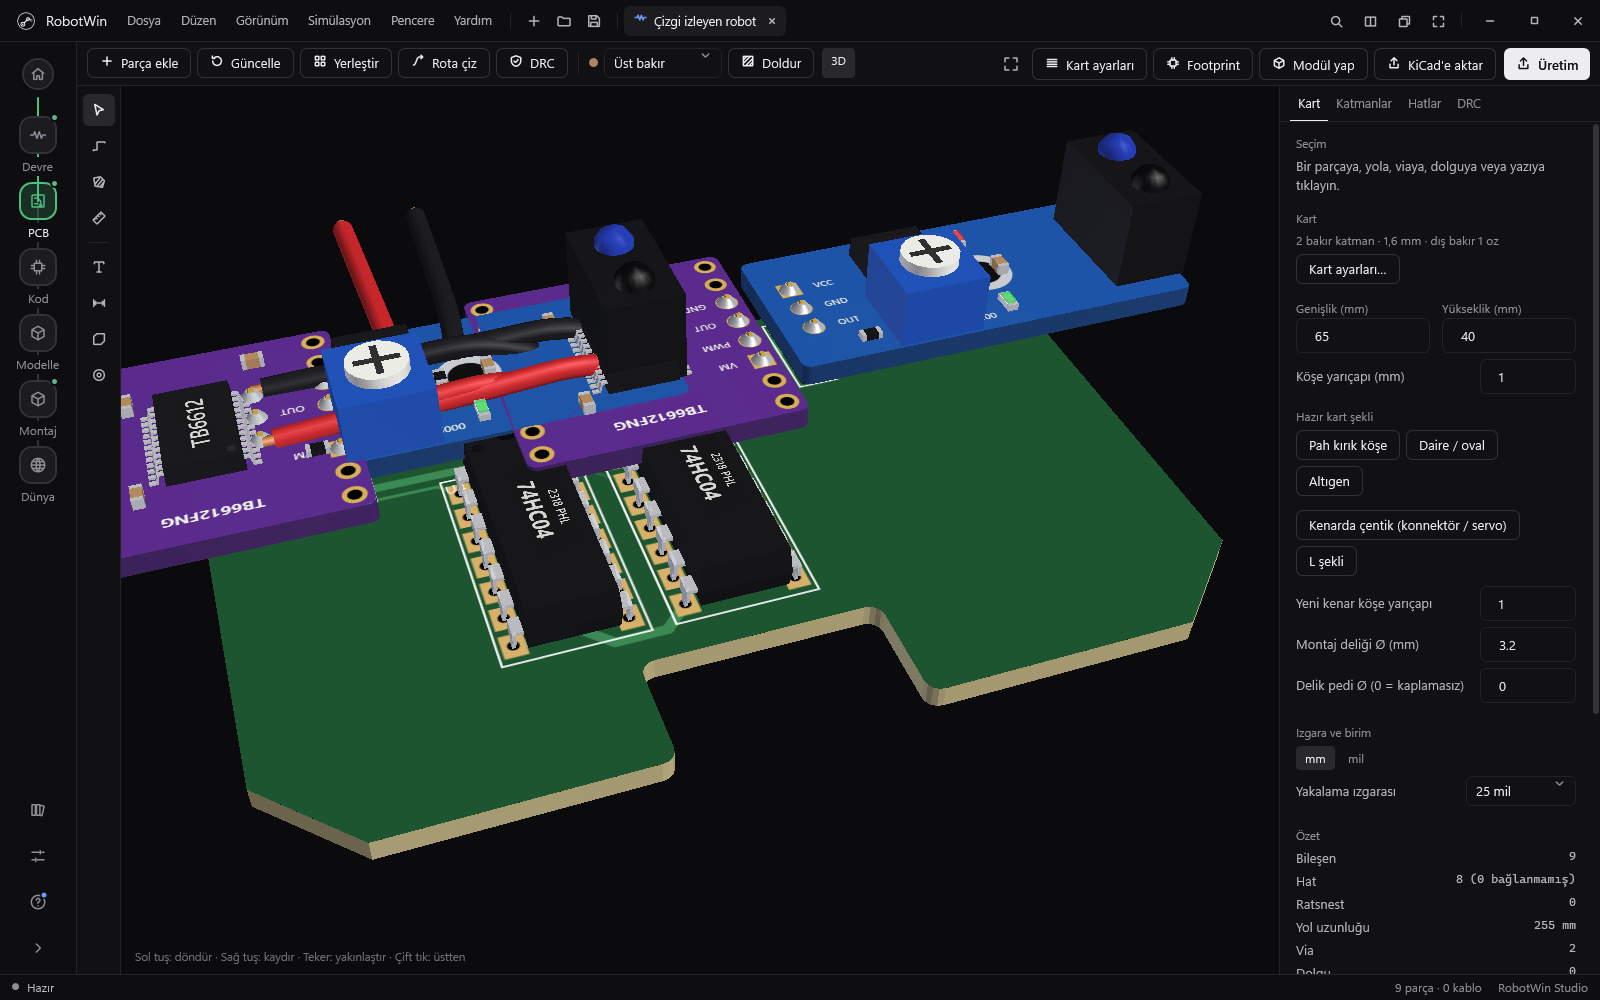 RobotWin Dosya Düzen Görünüm Simülasyon Pencere Yardım Çizgi izleyen robot
Parça ekle Güncelle Yerleştir Rota çiz DRC Üst bakır Doldur 3D Kart ayarları Footprint Modül yap KiCad'e aktar Üretim
Devre
PCB
Kod
Modelle
Montaj
Dünya
VCC
GND
OUT
GND
OUT
PWM
VM
TB6612FNG
TB6612
OUT
TB6612FNG
74HC04
2318 PHL
74HC04
2318 PHL
Sol tuş: döndür · Sağ tuş: kaydır · Teker: yakınlaştır · Çift tık: üstten
Kart Katmanlar Hatlar DRC
Seçim
Bir parçaya, yola, viaya, dolguya veya yazıya
tıklayın.
Kart
2 bakır katman · 1,6 mm · dış bakır 1 oz
Kart ayarları...
Genişlik (mm) Yükseklik (mm)
65 40
Köşe yarıçapı (mm) 1
Hazır kart şekli
Pah kırık köşe Daire / oval
Altıgen
Kenarda çentik (konnektör / servo)
L şekli
Yeni kenar köşe yarıçapı 1
Montaj deliği Ø (mm) 3.2
Delik pedi Ø (0 = kaplamasız) 0
Izgara ve birim
mm mil
Yakalama ızgarası 25 mil
Özet
Bileşen 9
Hat 8 (0 bağlanmamış)
Ratsnest 0
Yol uzunluğu 255 mm
Via 2
Dolgu 0
Hazır 9 parça · 0 kablo RobotWin Studio